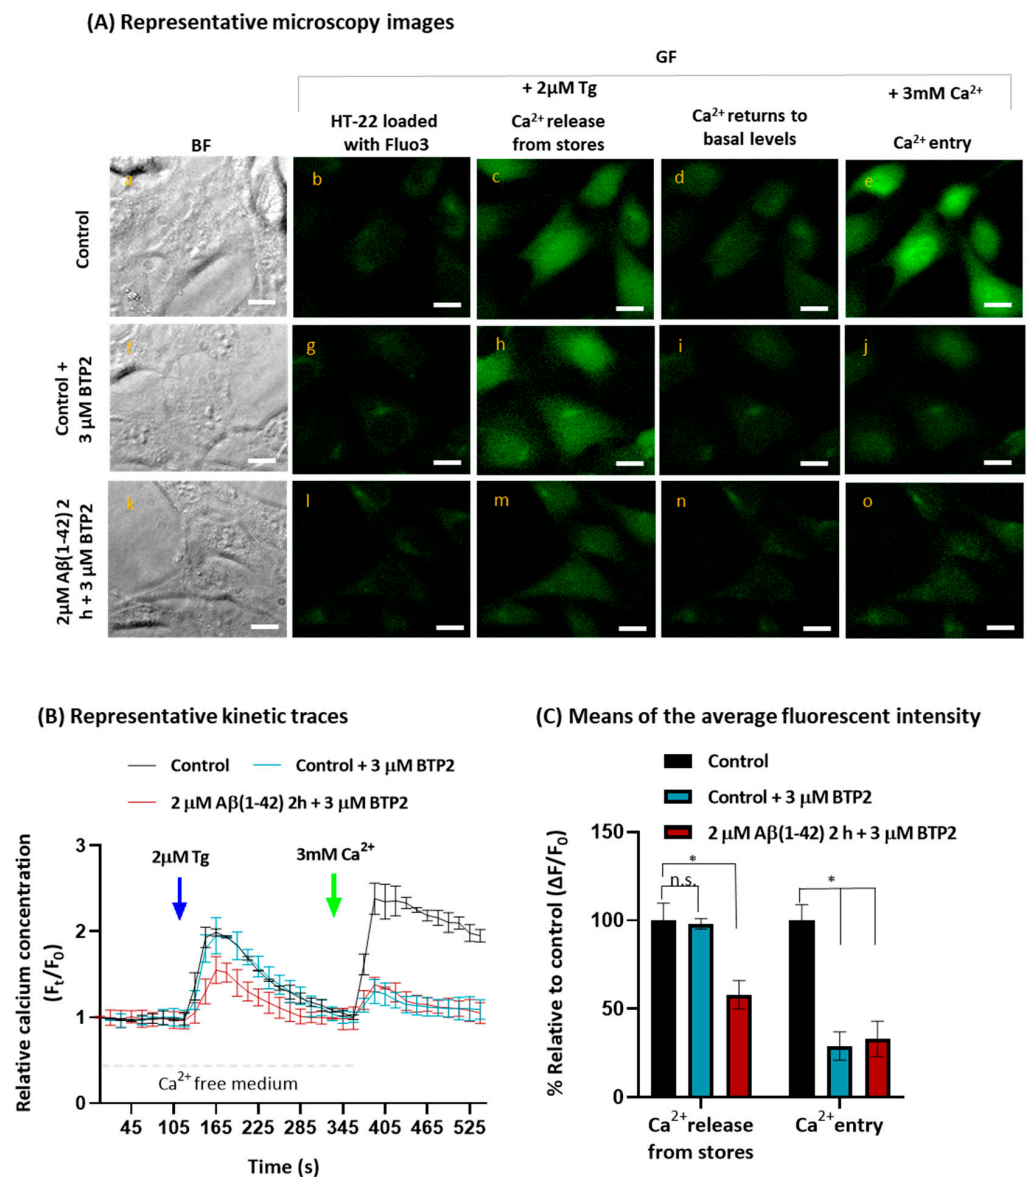 (A) Representative microscopy images
GF
+ 2μM Tg
+ 3mM Ca²⁺
BF
HT-22 loaded
with Fluo3
Ca²⁺ release
from stores
Ca²⁺ returns to
basal levels
Ca²⁺ entry
Control
a
b
c
d
e
Control +
3 μM BTP2
f
g
h
i
j
2μM Aβ(1-42) 2
h + 3 μM BTP2
k
l
m
n
o
(B) Representative kinetic traces
Control
Control + 3 μM BTP2
2 μM Aβ(1-42) 2h + 3 μM BTP2
Relative calcium concentration
(Fₜ/F₀)
3
2
1
0
2μM Tg
3mM Ca²⁺
Ca²⁺ free medium
45 105 165 225 285 345 405 465 525
Time (s)
(C) Means of the average fluorescent intensity
Control
Control + 3 μM BTP2
2 μM Aβ(1-42) 2 h + 3 μM BTP2
% Relative to control (ΔF/F₀)
150
100
50
0
*
n.s.
*
Ca²⁺ release
from stores
Ca²⁺ entry